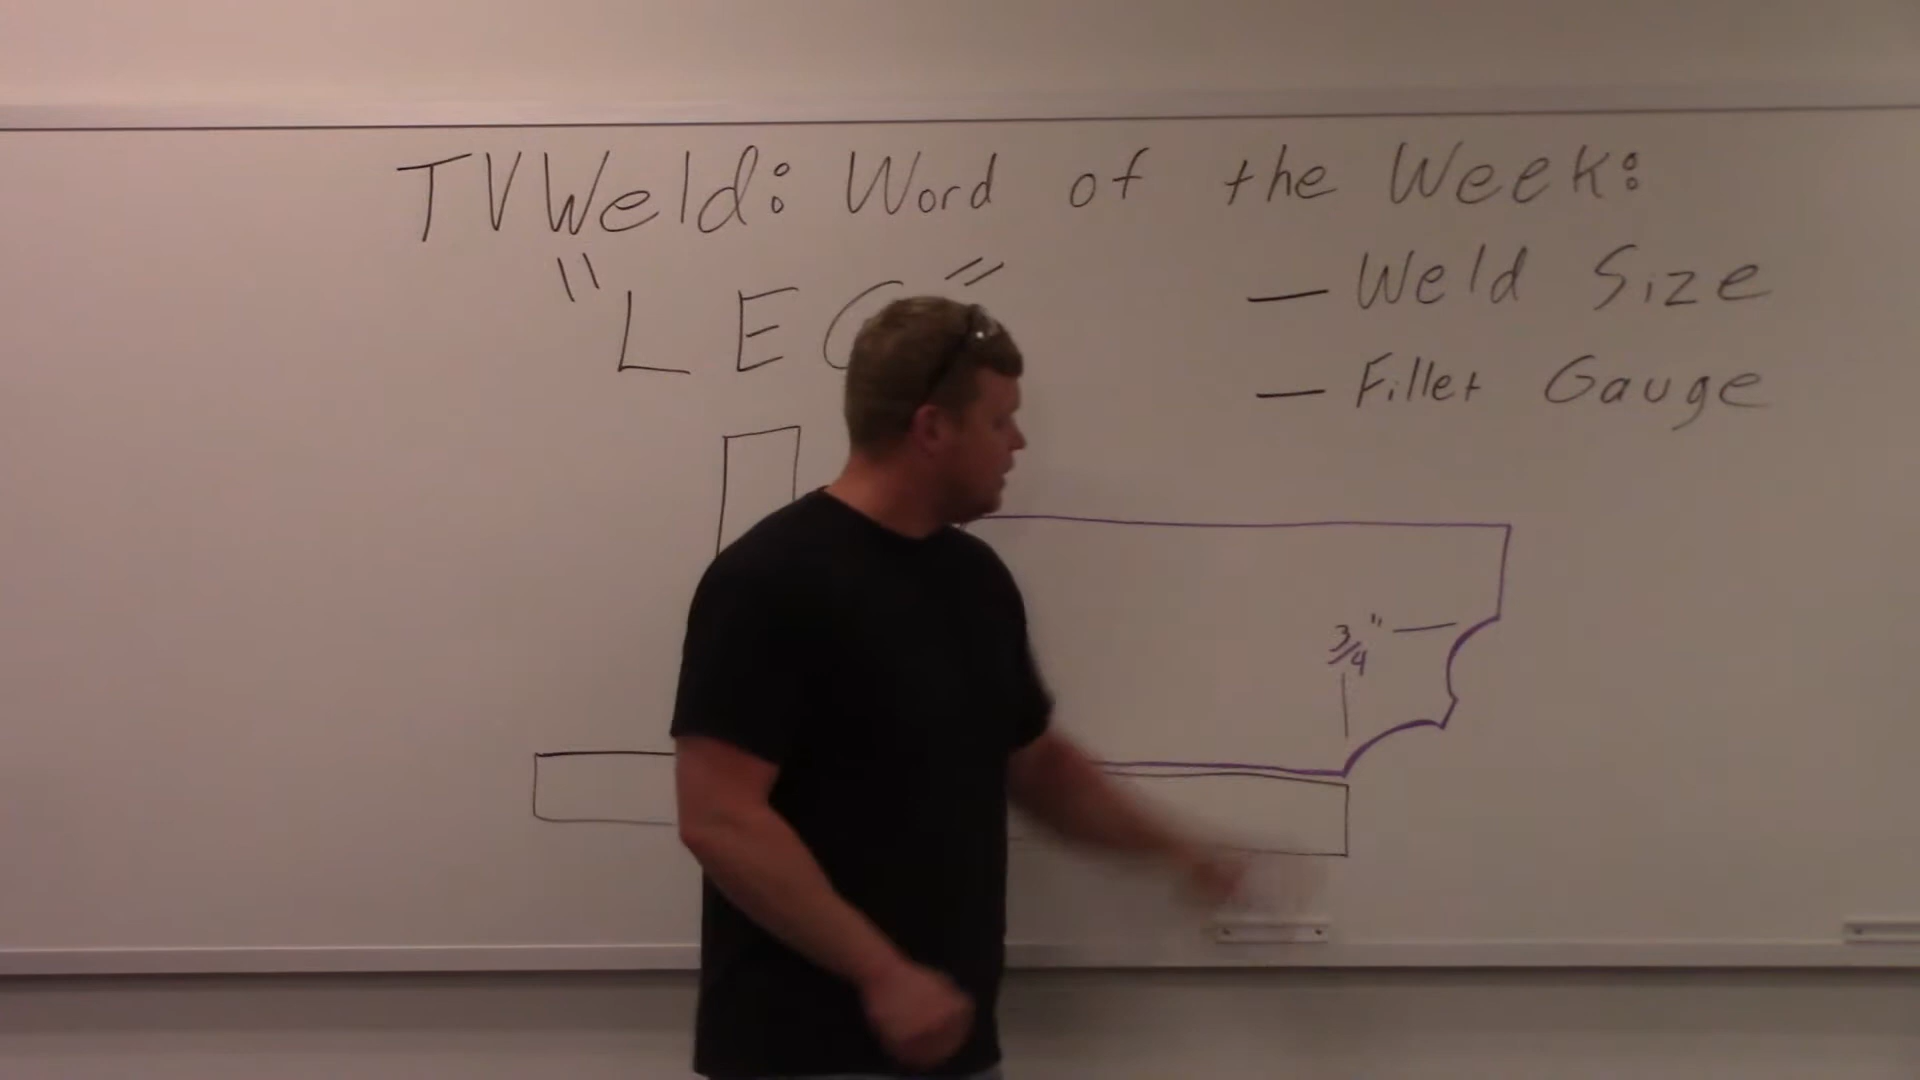 TVWeld: Word of the Week:
"LEG"
— Weld Size
— Fillet Gauge
3/4"